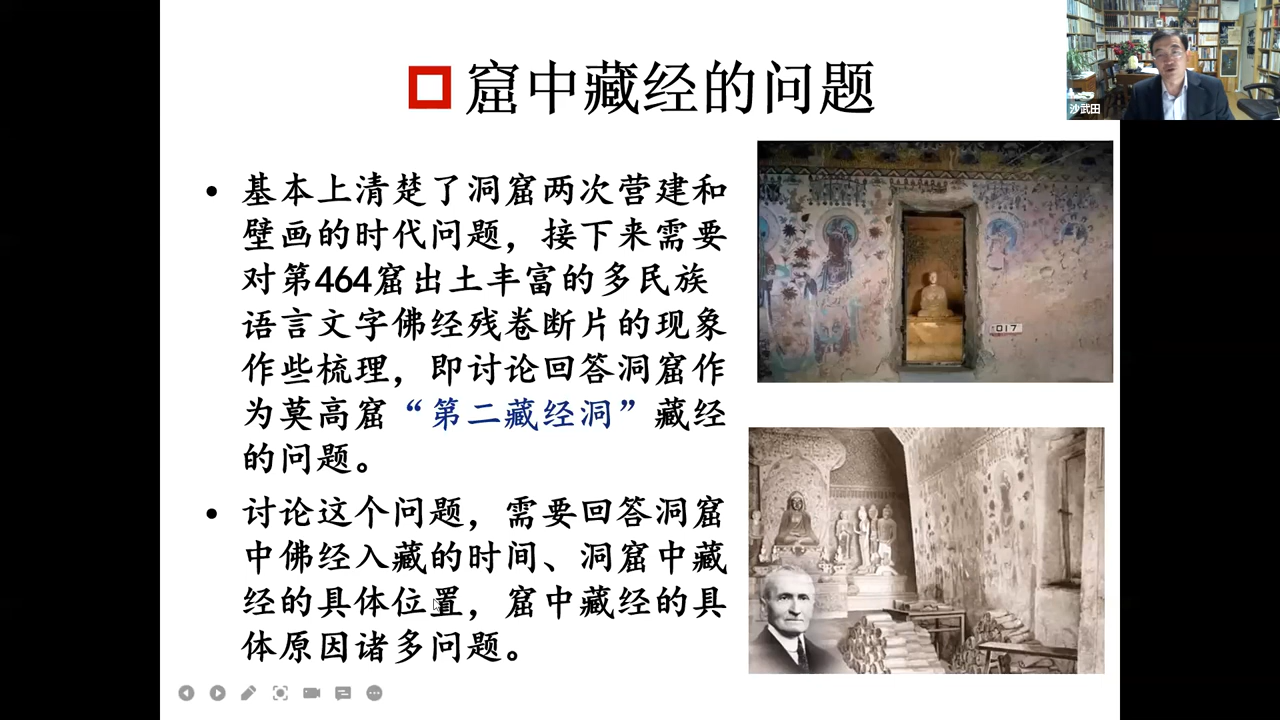 窟中藏经的问题
沙武田
• 基本上清楚了洞窟两次营建和
壁画的时代问题，接下来需要
对第464窟出土丰富的多民族
语言文字佛经残卷断片的现象
作些梳理，即讨论回答洞窟作
为莫高窟“第二藏经洞”藏经
的问题。
• 讨论这个问题，需要回答洞窟
中佛经入藏的时间、洞窟中藏
经的具体位置，窟中藏经的具
体原因诸多问题。
017